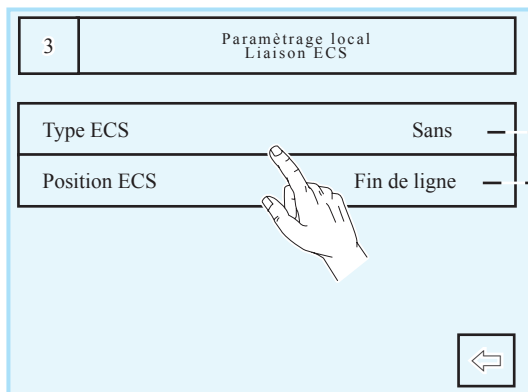 3
Paramètrage local
Liaison ECS
Type ECS Sans
Position ECS Fin de ligne